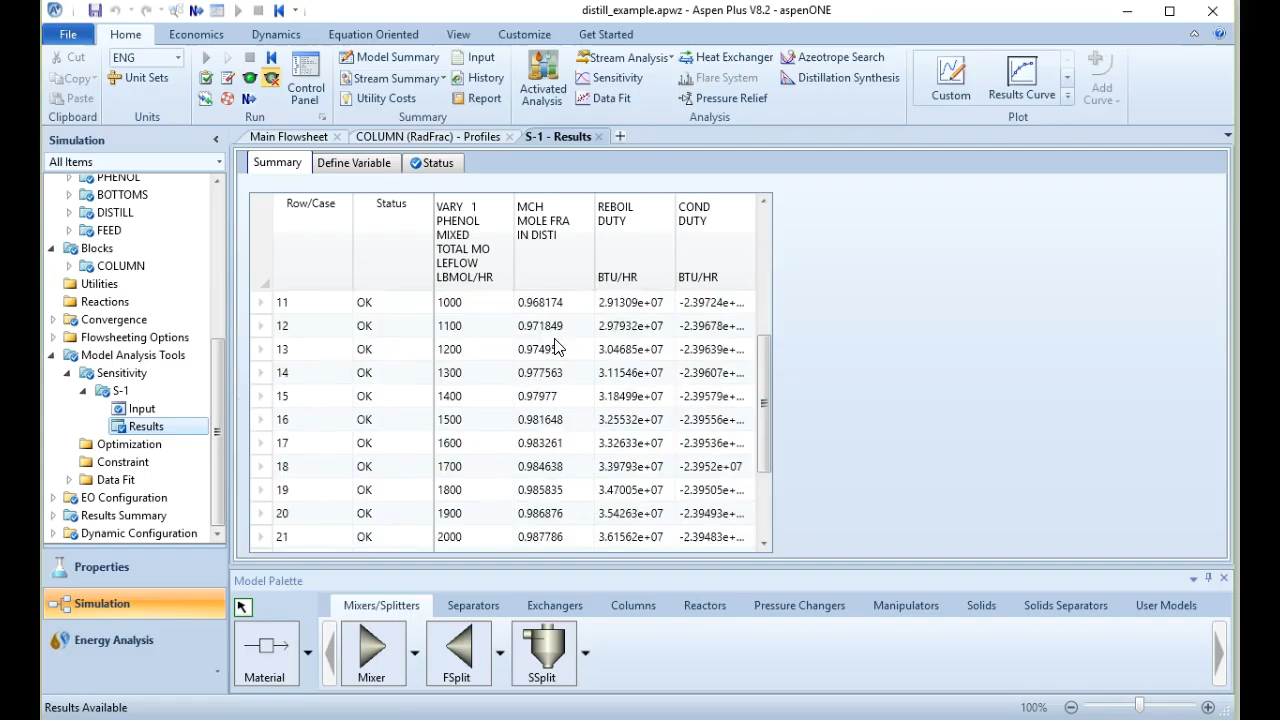 distill_example.apwz - Aspen Plus V8.2 - aspenONE
File Home Economics Dynamics Equation Oriented View Customize Get Started
Cut ENG Model Summary Input Stream Analysis Heat Exchanger Azeotrope Search
Copy Unit Sets Stream Summary History Sensitivity Flare System Distillation Synthesis
Paste Control Panel Utility Costs Report Activated Analysis Data Fit Pressure Relief Custom Results Curve Add Curve
Clipboard Units Run Summary Analysis Plot
Simulation Main Flowsheet COLUMN (RadFrac) - Profiles S-1 - Results
All Items Summary Define Variable Status
PHENOL
BOTTOMS
DISTILL
FEED
Blocks
COLUMN
Utilities
Reactions
Convergence
Flowsheeting Options
Model Analysis Tools
Sensitivity
S-1
Input
Results
Optimization
Constraint
Data Fit
EO Configuration
Results Summary
Dynamic Configuration
Properties
Simulation
Energy Analysis
Row/Case Status VARY 1 MCH REBOIL COND
PHENOL MOLE FRA DUTY DUTY
MIXED IN DISTI
TOTAL MO
LEFLOW
LBMOL/HR BTU/HR BTU/HR
11 OK 1000 0.968174 2.91309e+07 -2.39724e+...
12 OK 1100 0.971849 2.97932e+07 -2.39678e+...
13 OK 1200 0.9749 3.04685e+07 -2.39639e+...
14 OK 1300 0.977563 3.11546e+07 -2.39607e+...
15 OK 1400 0.97977 3.18499e+07 -2.39579e+...
16 OK 1500 0.981648 3.25532e+07 -2.39556e+...
17 OK 1600 0.983261 3.32633e+07 -2.39536e+...
18 OK 1700 0.984638 3.39793e+07 -2.3952e+07
19 OK 1800 0.985835 3.47005e+07 -2.39505e+...
20 OK 1900 0.986876 3.54263e+07 -2.39493e+...
21 OK 2000 0.987786 3.61562e+07 -2.39483e+...
Model Palette
Mixers/Splitters Separators Exchangers Columns Reactors Pressure Changers Manipulators Solids Solids Separators User Models
Material Mixer FSplit SSplit
Results Available 100%